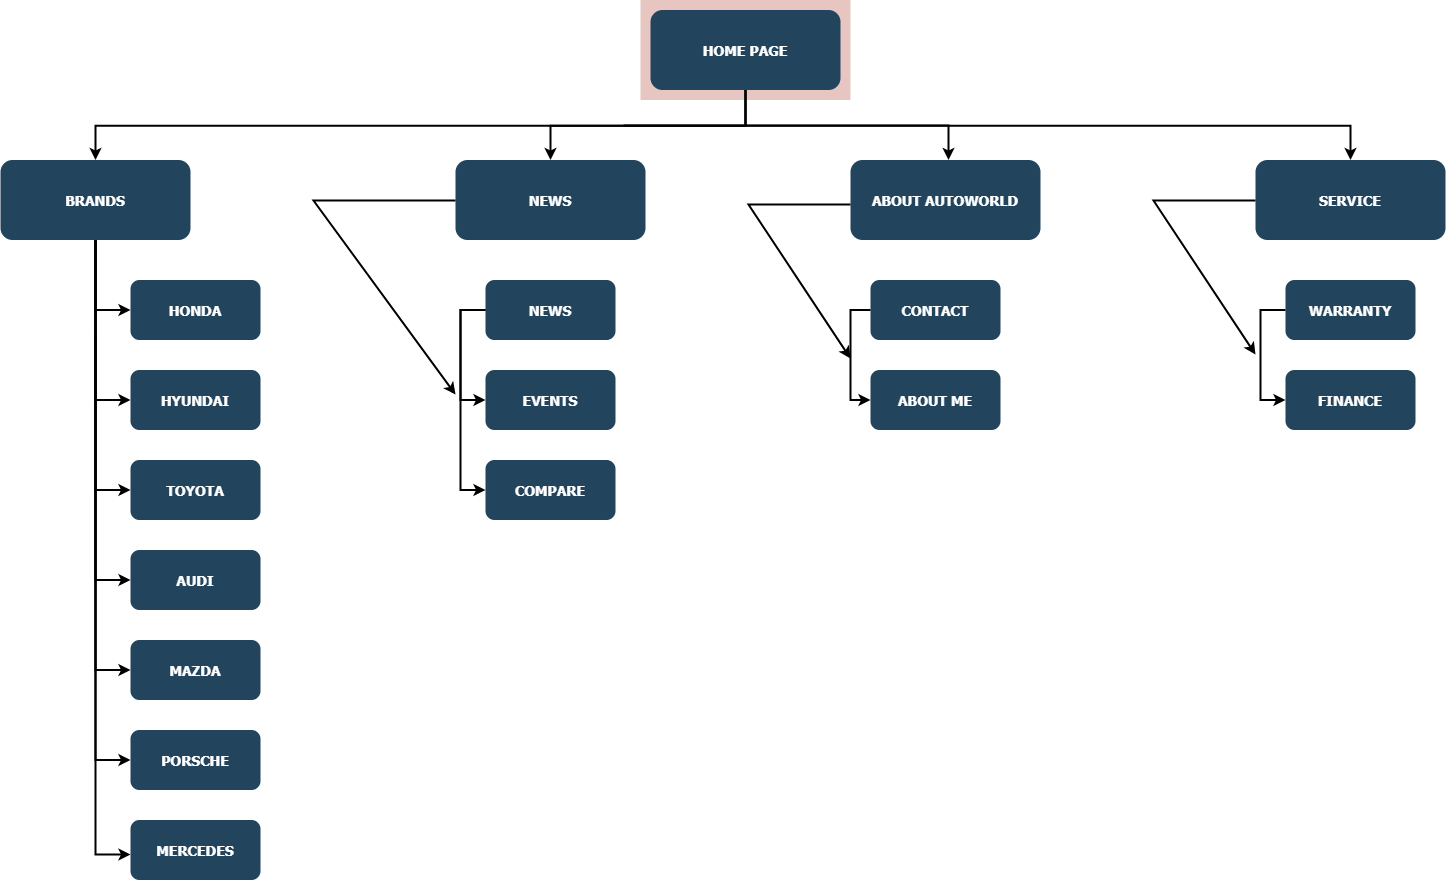 HOME PAGE
BRANDS
NEWS
ABOUT AUTOWORLD
SERVICE
HONDA
HYUNDAI
TOYOTA
AUDI
MAZDA
PORSCHE
MERCEDES
NEWS
EVENTS
COMPARE
CONTACT
ABOUT ME
WARRANTY
FINANCE